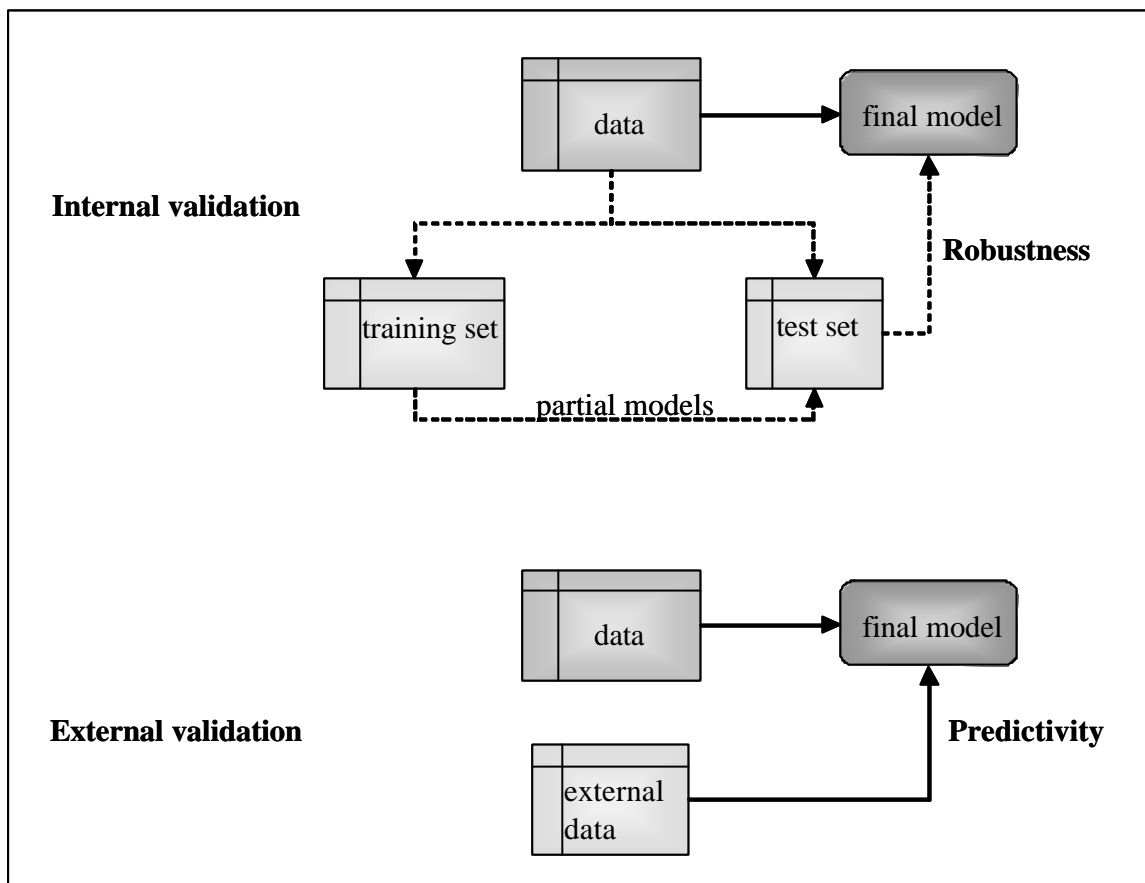 data
final model
Internal validation
Robustness
training set
test set
partial models
data
final model
External validation
Predictivity
external
data